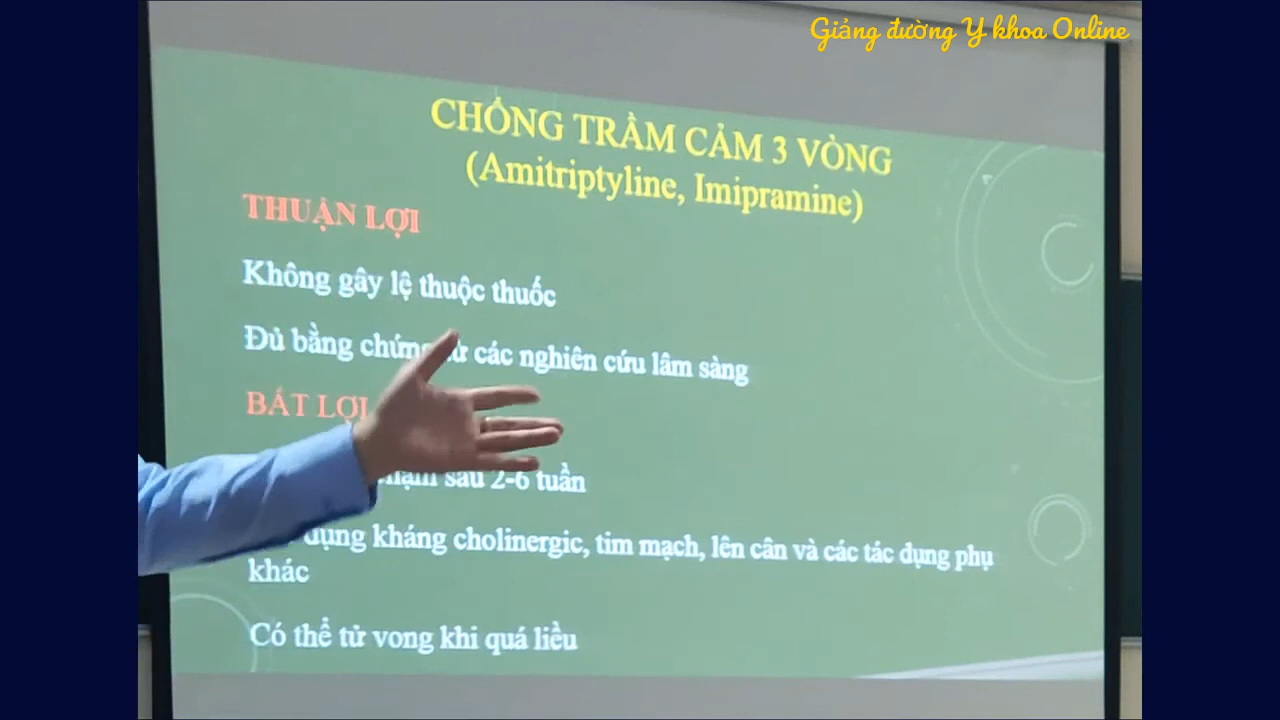 Giảng đường Y khoa Online
CHỐNG TRẦM CẢM 3 VÒNG
(Amitriptyline, Imipramine)
THUẬN LỢI
Không gây lệ thuộc thuốc
Đủ bằng chứng từ các nghiên cứu lâm sàng
BẤT LỢI
sau 2-6 tuần
dụng kháng cholinergic, tim mạch, lên cân và các tác dụng phụ
khác
Có thể tử vong khi quá liều